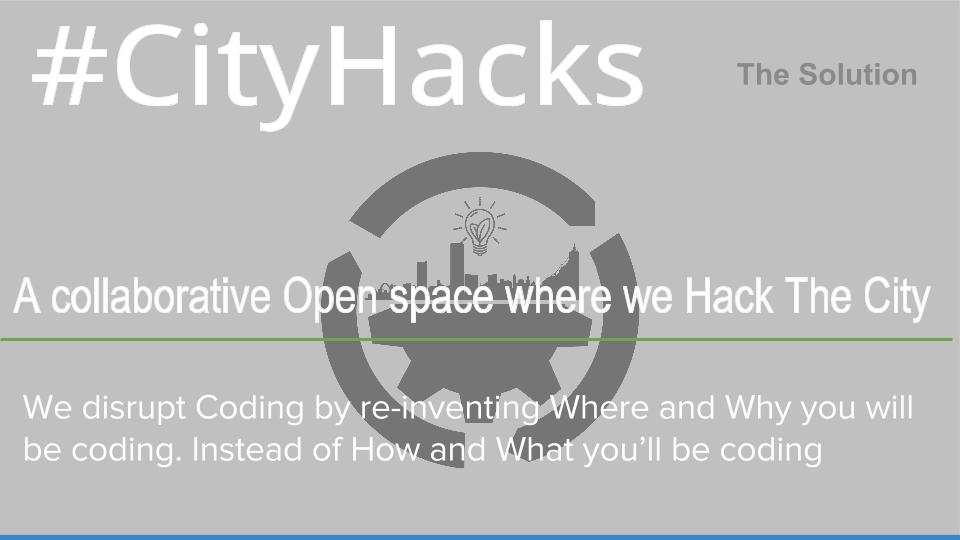 #CityHacks
The Solution
A collaborative Open space where we Hack The City
We disrupt Coding by re-inventing Where and Why you will
be coding. Instead of How and What you’ll be coding